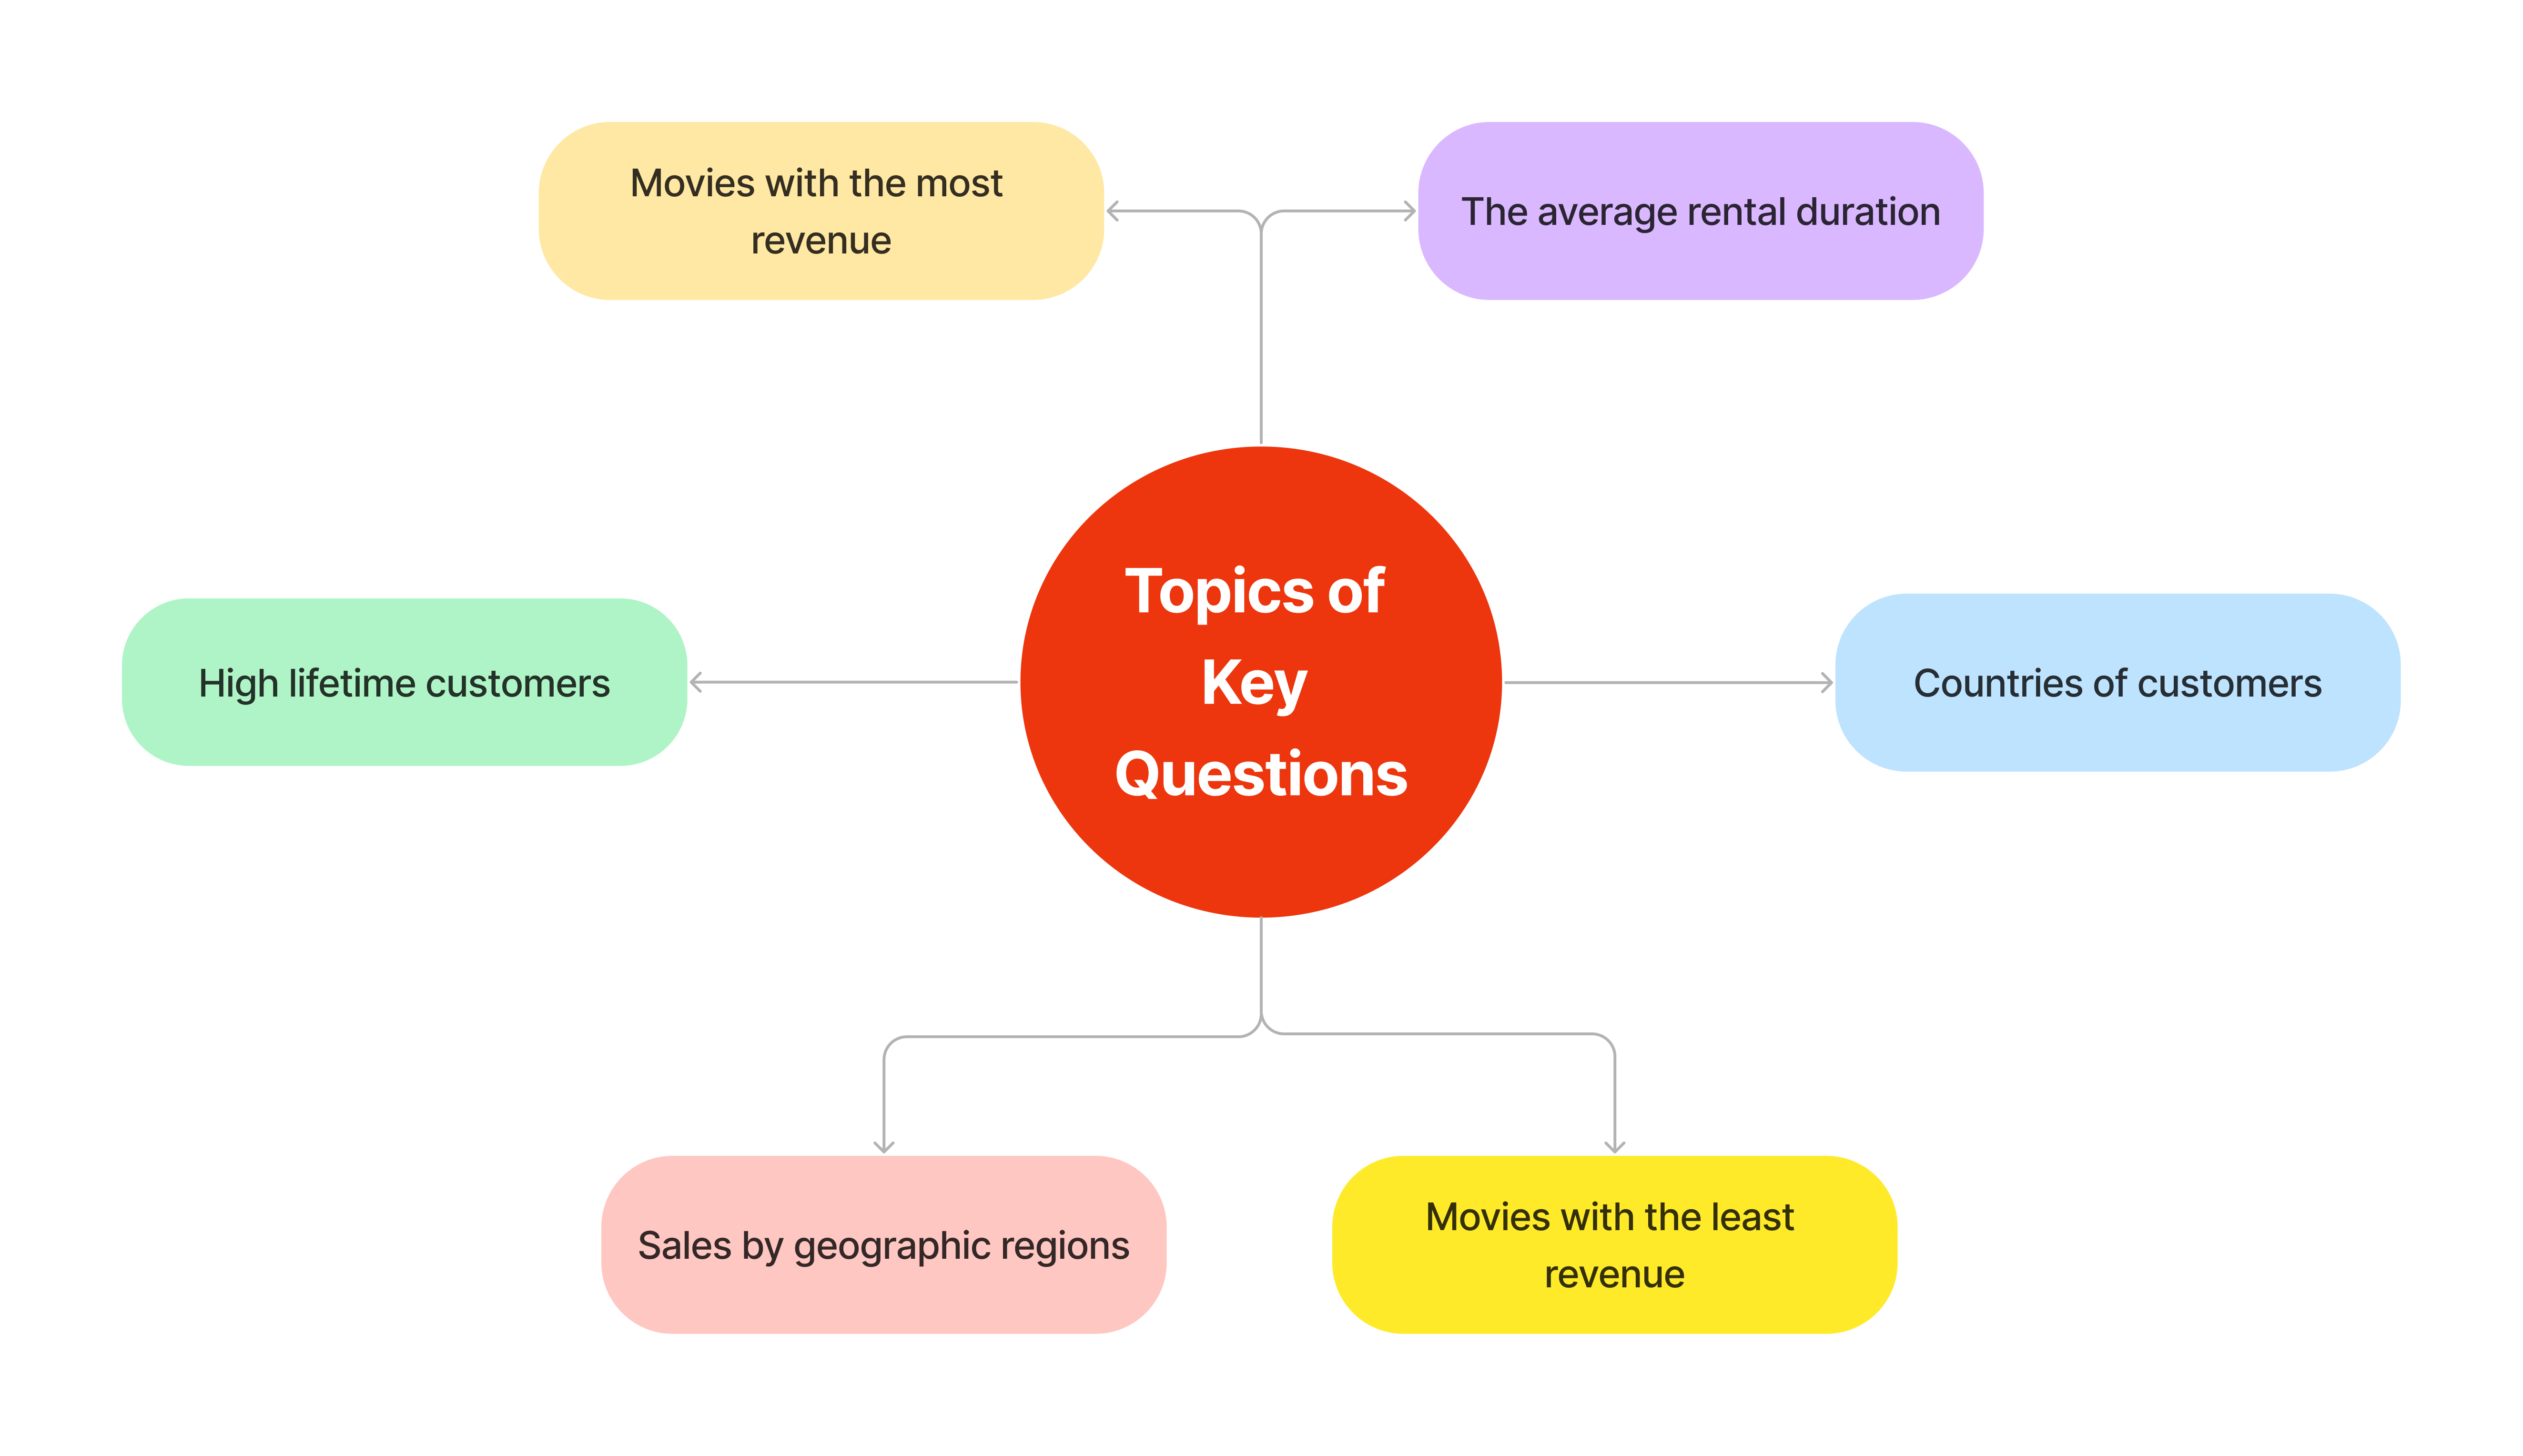 Movies with the most
revenue
The average rental duration
High lifetime customers
Topics of
Key
Questions
Countries of customers
Sales by geographic regions
Movies with the least
revenue